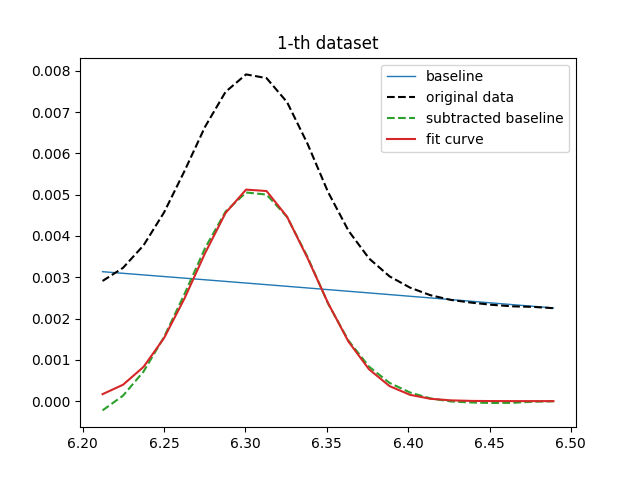 1-th dataset
baseline
original data
subtracted baseline
fit curve
0.008
0.007
0.006
0.005
0.004
0.003
0.002
0.001
0.000
6.20 6.25 6.30 6.35 6.40 6.45 6.50